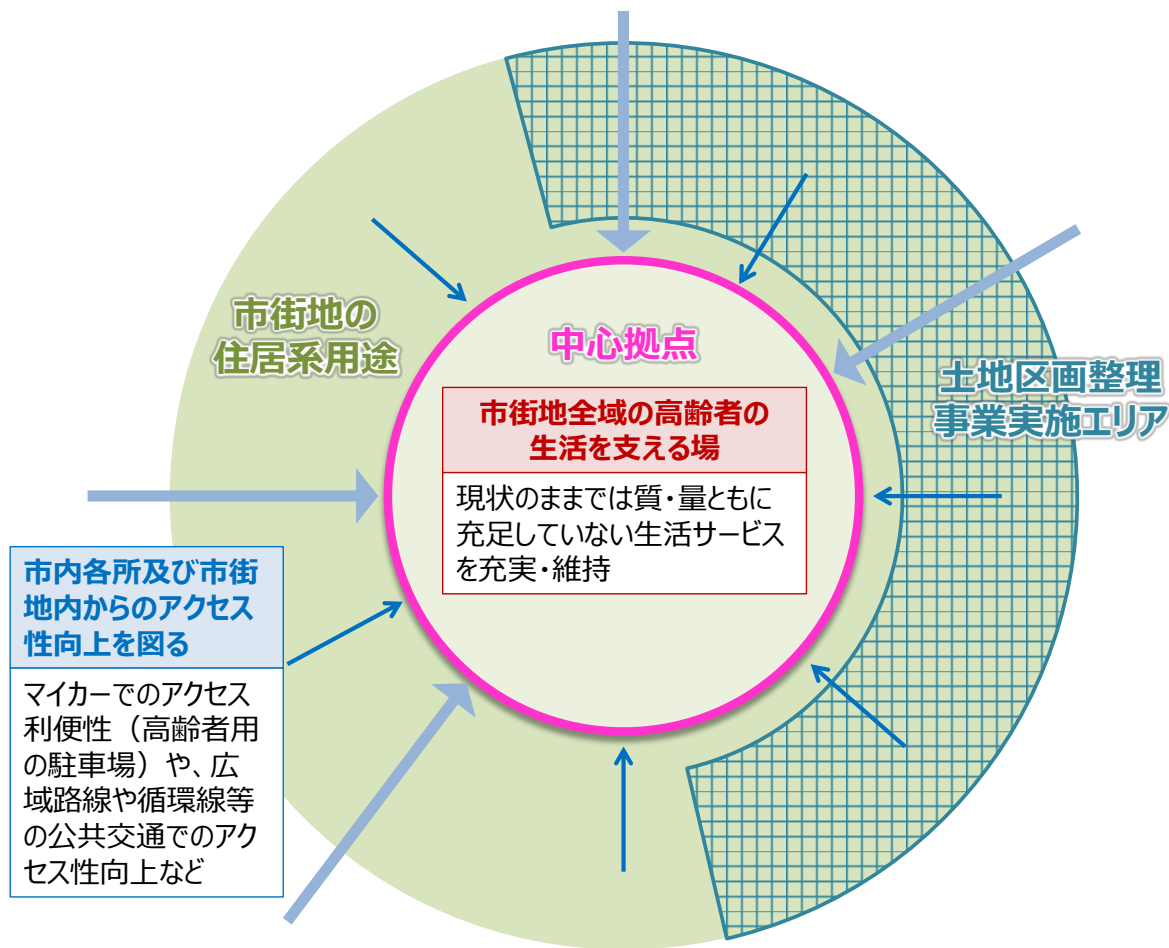 市街地の
住居系用途
中心拠点
市街地全域の高齢者の
生活を支える場
現状のままでは質・量ともに
充足していない生活サービス
を充実・維持
土地区画整理
事業実施エリア
市内各所及び市街
地内からのアクセス
性向上を図る
マイカーでのアクセス
利便性（高齢者用
の駐車場）や、広
域路線や循環線等
の公共交通でのアク
セス性向上など